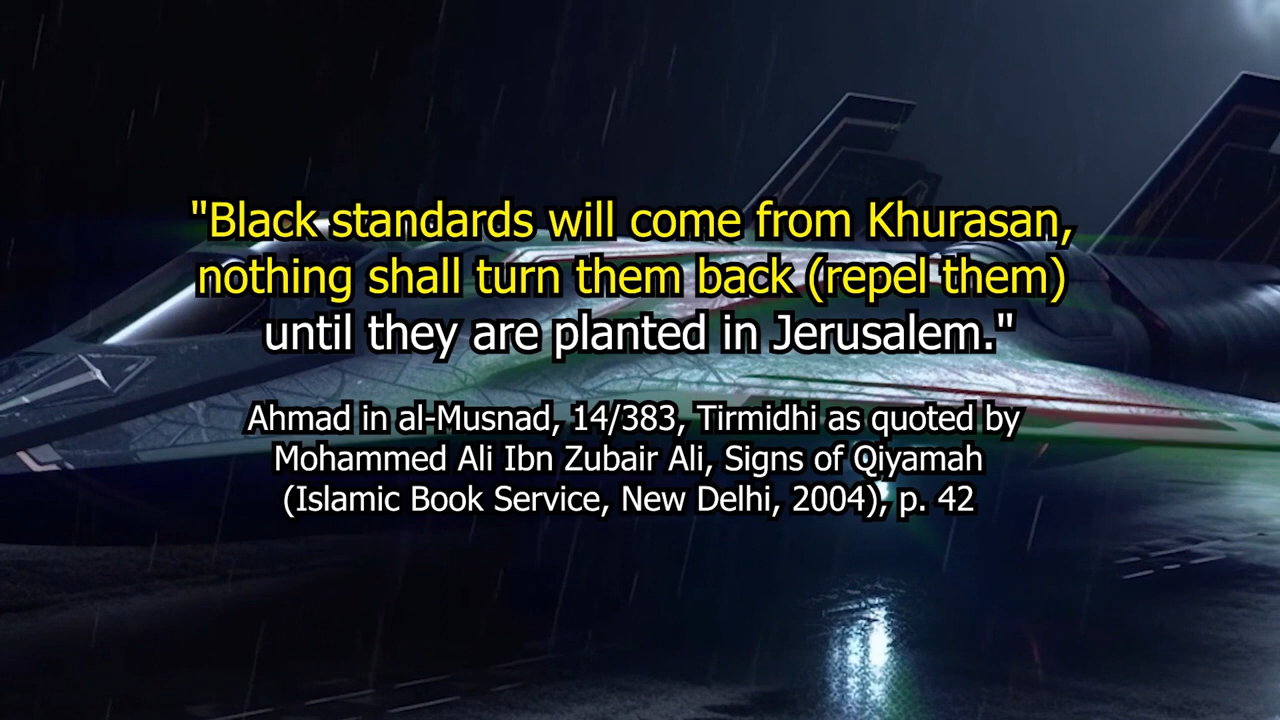 "Black standards will come from Khurasan,
nothing shall turn them back (repel them)
until they are planted in Jerusalem."
Ahmad in al-Musnad, 14/383, Tirmidhi as quoted by
Mohammed Ali Ibn Zubair Ali, Signs of Qiyamah
(Islamic Book Service, New Delhi, 2004), p. 42